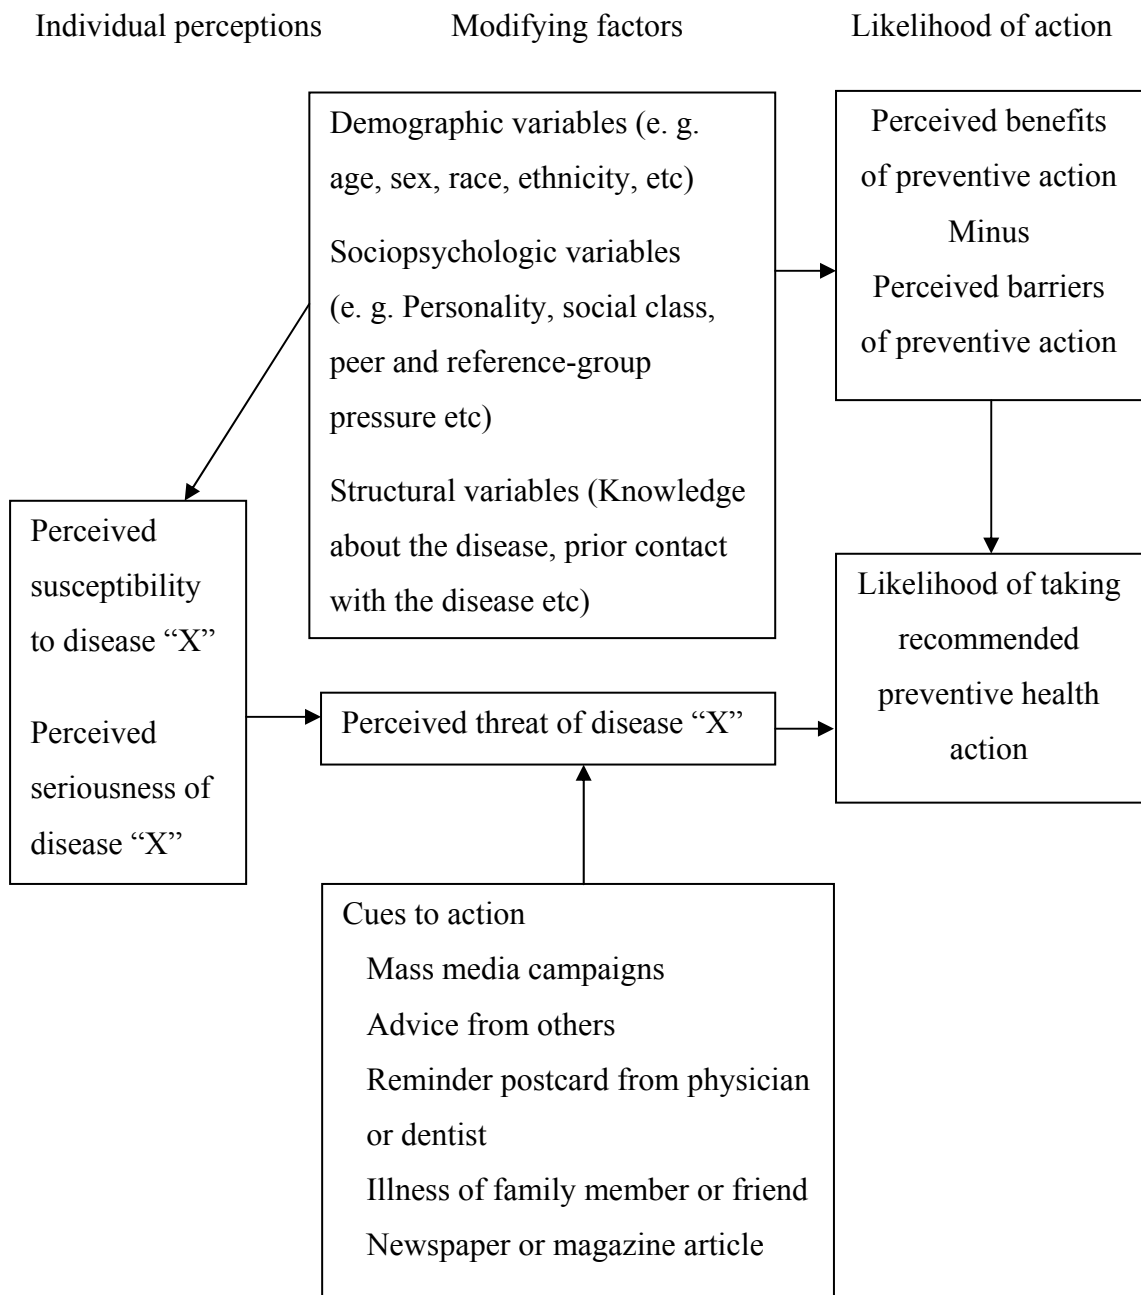 Individual perceptions
Modifying factors
Likelihood of action
Demographic variables (e. g.
age, sex, race, ethnicity, etc)
Sociopsychologic variables
(e. g. Personality, social class,
peer and reference-group
pressure etc)
Structural variables (Knowledge
about the disease, prior contact
with the disease etc)
Perceived benefits
of preventive action
Minus
Perceived barriers
of preventive action
Perceived
susceptibility
to disease “X”
Perceived
seriousness of
disease “X”
Perceived threat of disease “X”
Likelihood of taking
recommended
preventive health
action
Cues to action
Mass media campaigns
Advice from others
Reminder postcard from physician
or dentist
Illness of family member or friend
Newspaper or magazine article